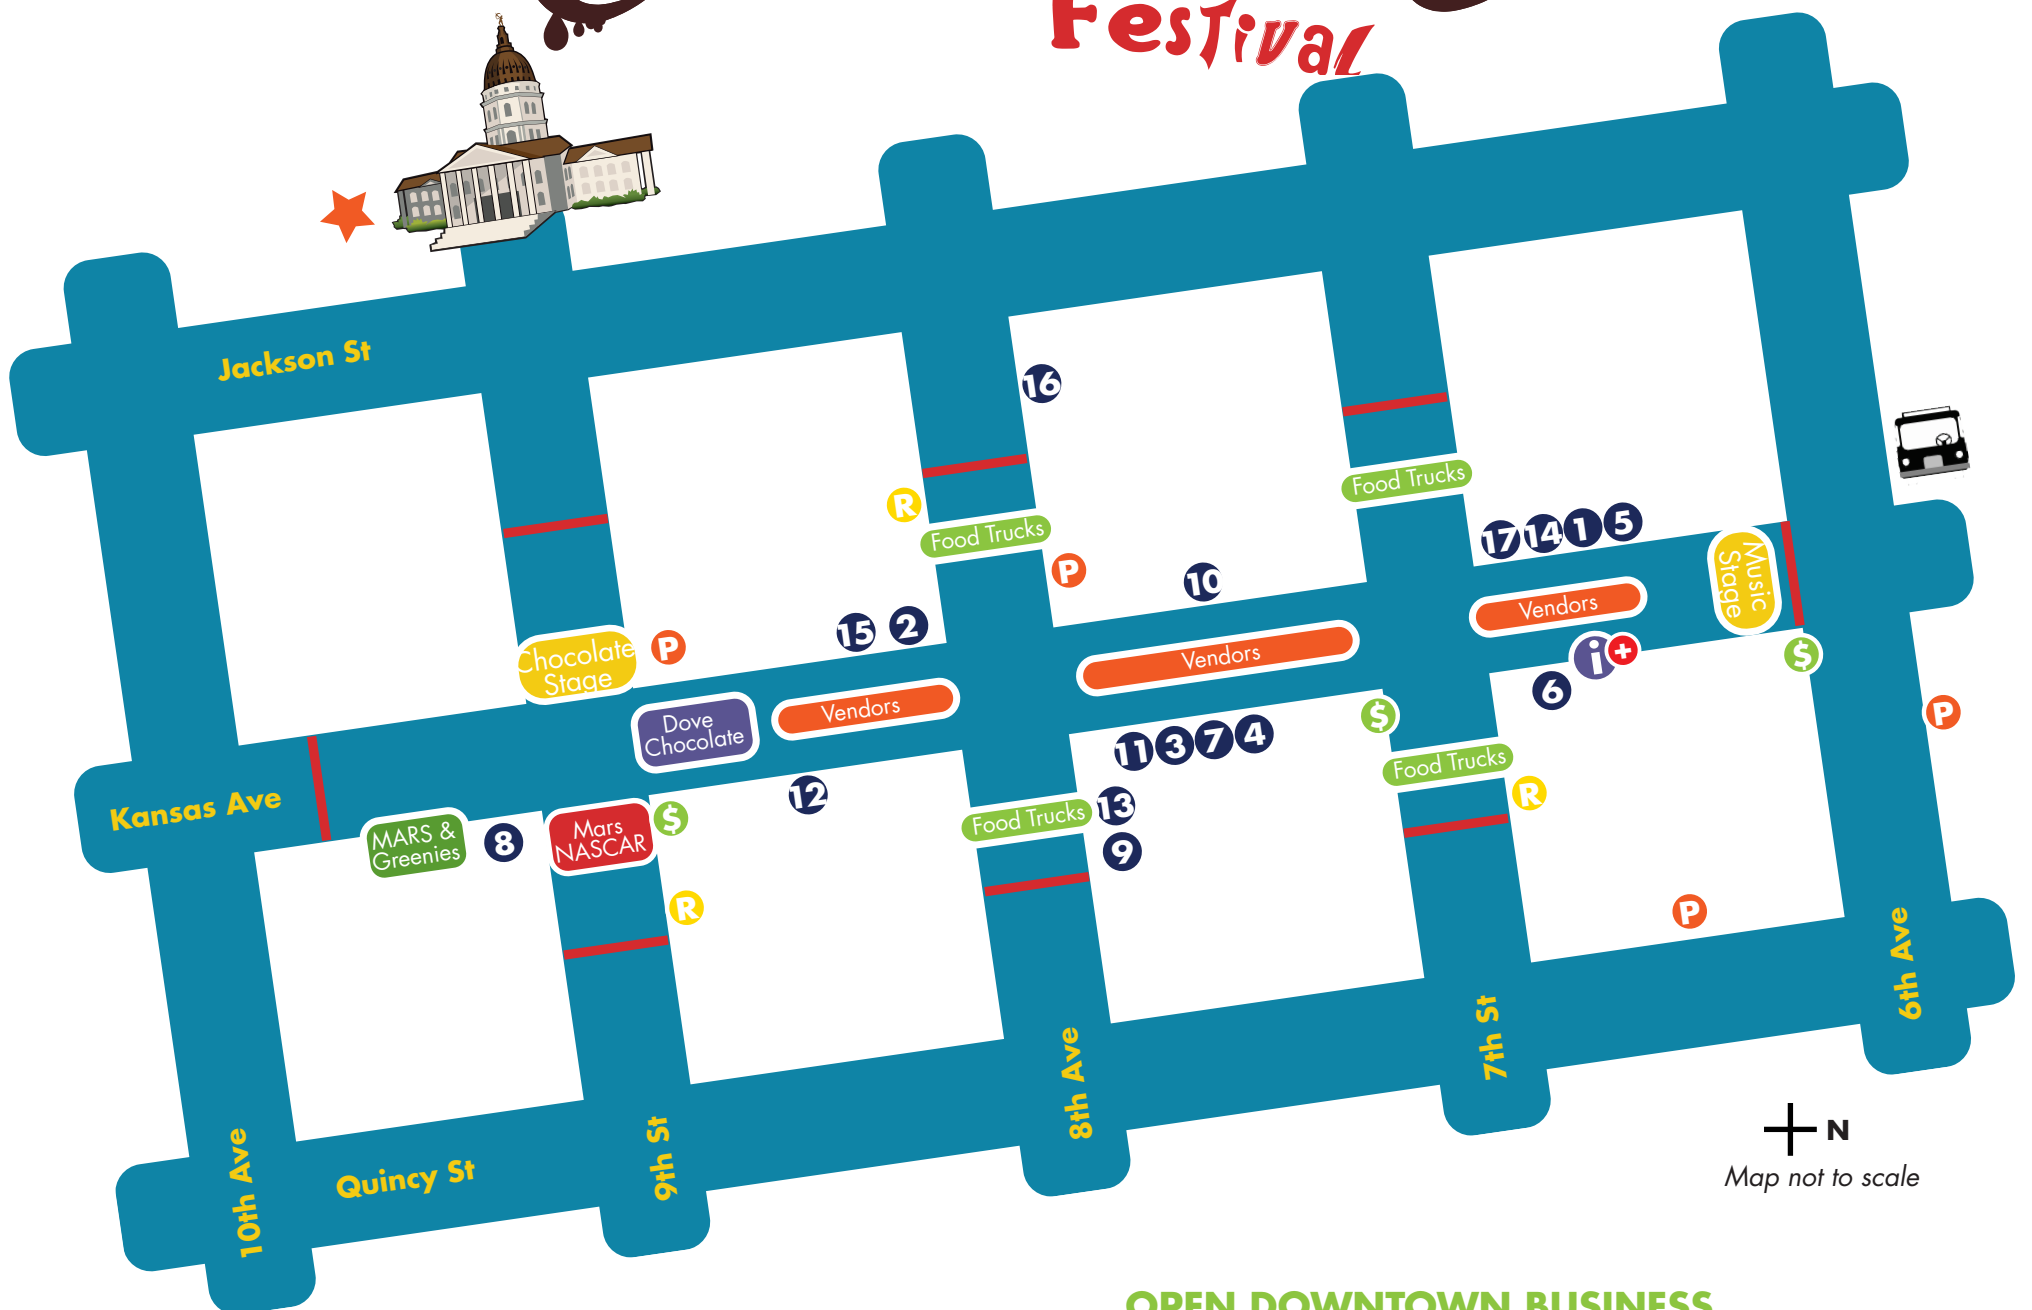 Festival
Jackson St
16
R
Food Trucks
Food Trucks
P
10
17 14 1 5
Music
Stage
Vendors
15 2
P
Chocolate
Stage
Vendors
i +
$
6
Dove
Chocolate
Vendors
$
P
11 3 7 4
Food Trucks
Kansas Ave
12
R
MARS &
Greenies
8
Mars
NASCAR
$
Food Trucks
13
9
R
P
6th Ave
7th St
8th Ave
9th St
10th Ave
Quincy St
N
Map not to scale
OPEN DOWNTOWN BUSINESS